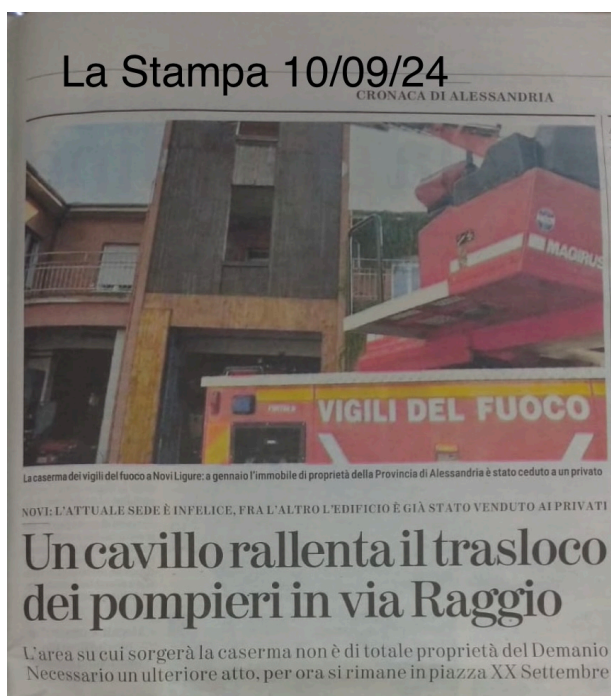 La Stampa 10/09/24
CRONACA DI ALESSANDRIA
MAGIRUS
VIGILI DEL FUOCO
La caserma dei vigili del fuoco a Novi Ligure: a gennaio l'immobile di proprietà della Provincia di Alessandria è stato ceduto a un privato
NOVI: L'ATTUALE SEDE È INFELICE, FRA L'ALTRO L'EDIFICIO È GIÀ STATO VENDUTO AI PRIVATI
Un cavillo rallenta il trasloco
dei pompieri in via Raggio
L'area su cui sorgerà la caserma non è di totale proprietà del Demanio
Necessario un ulteriore atto, per ora si rimane in piazza XX Settembre